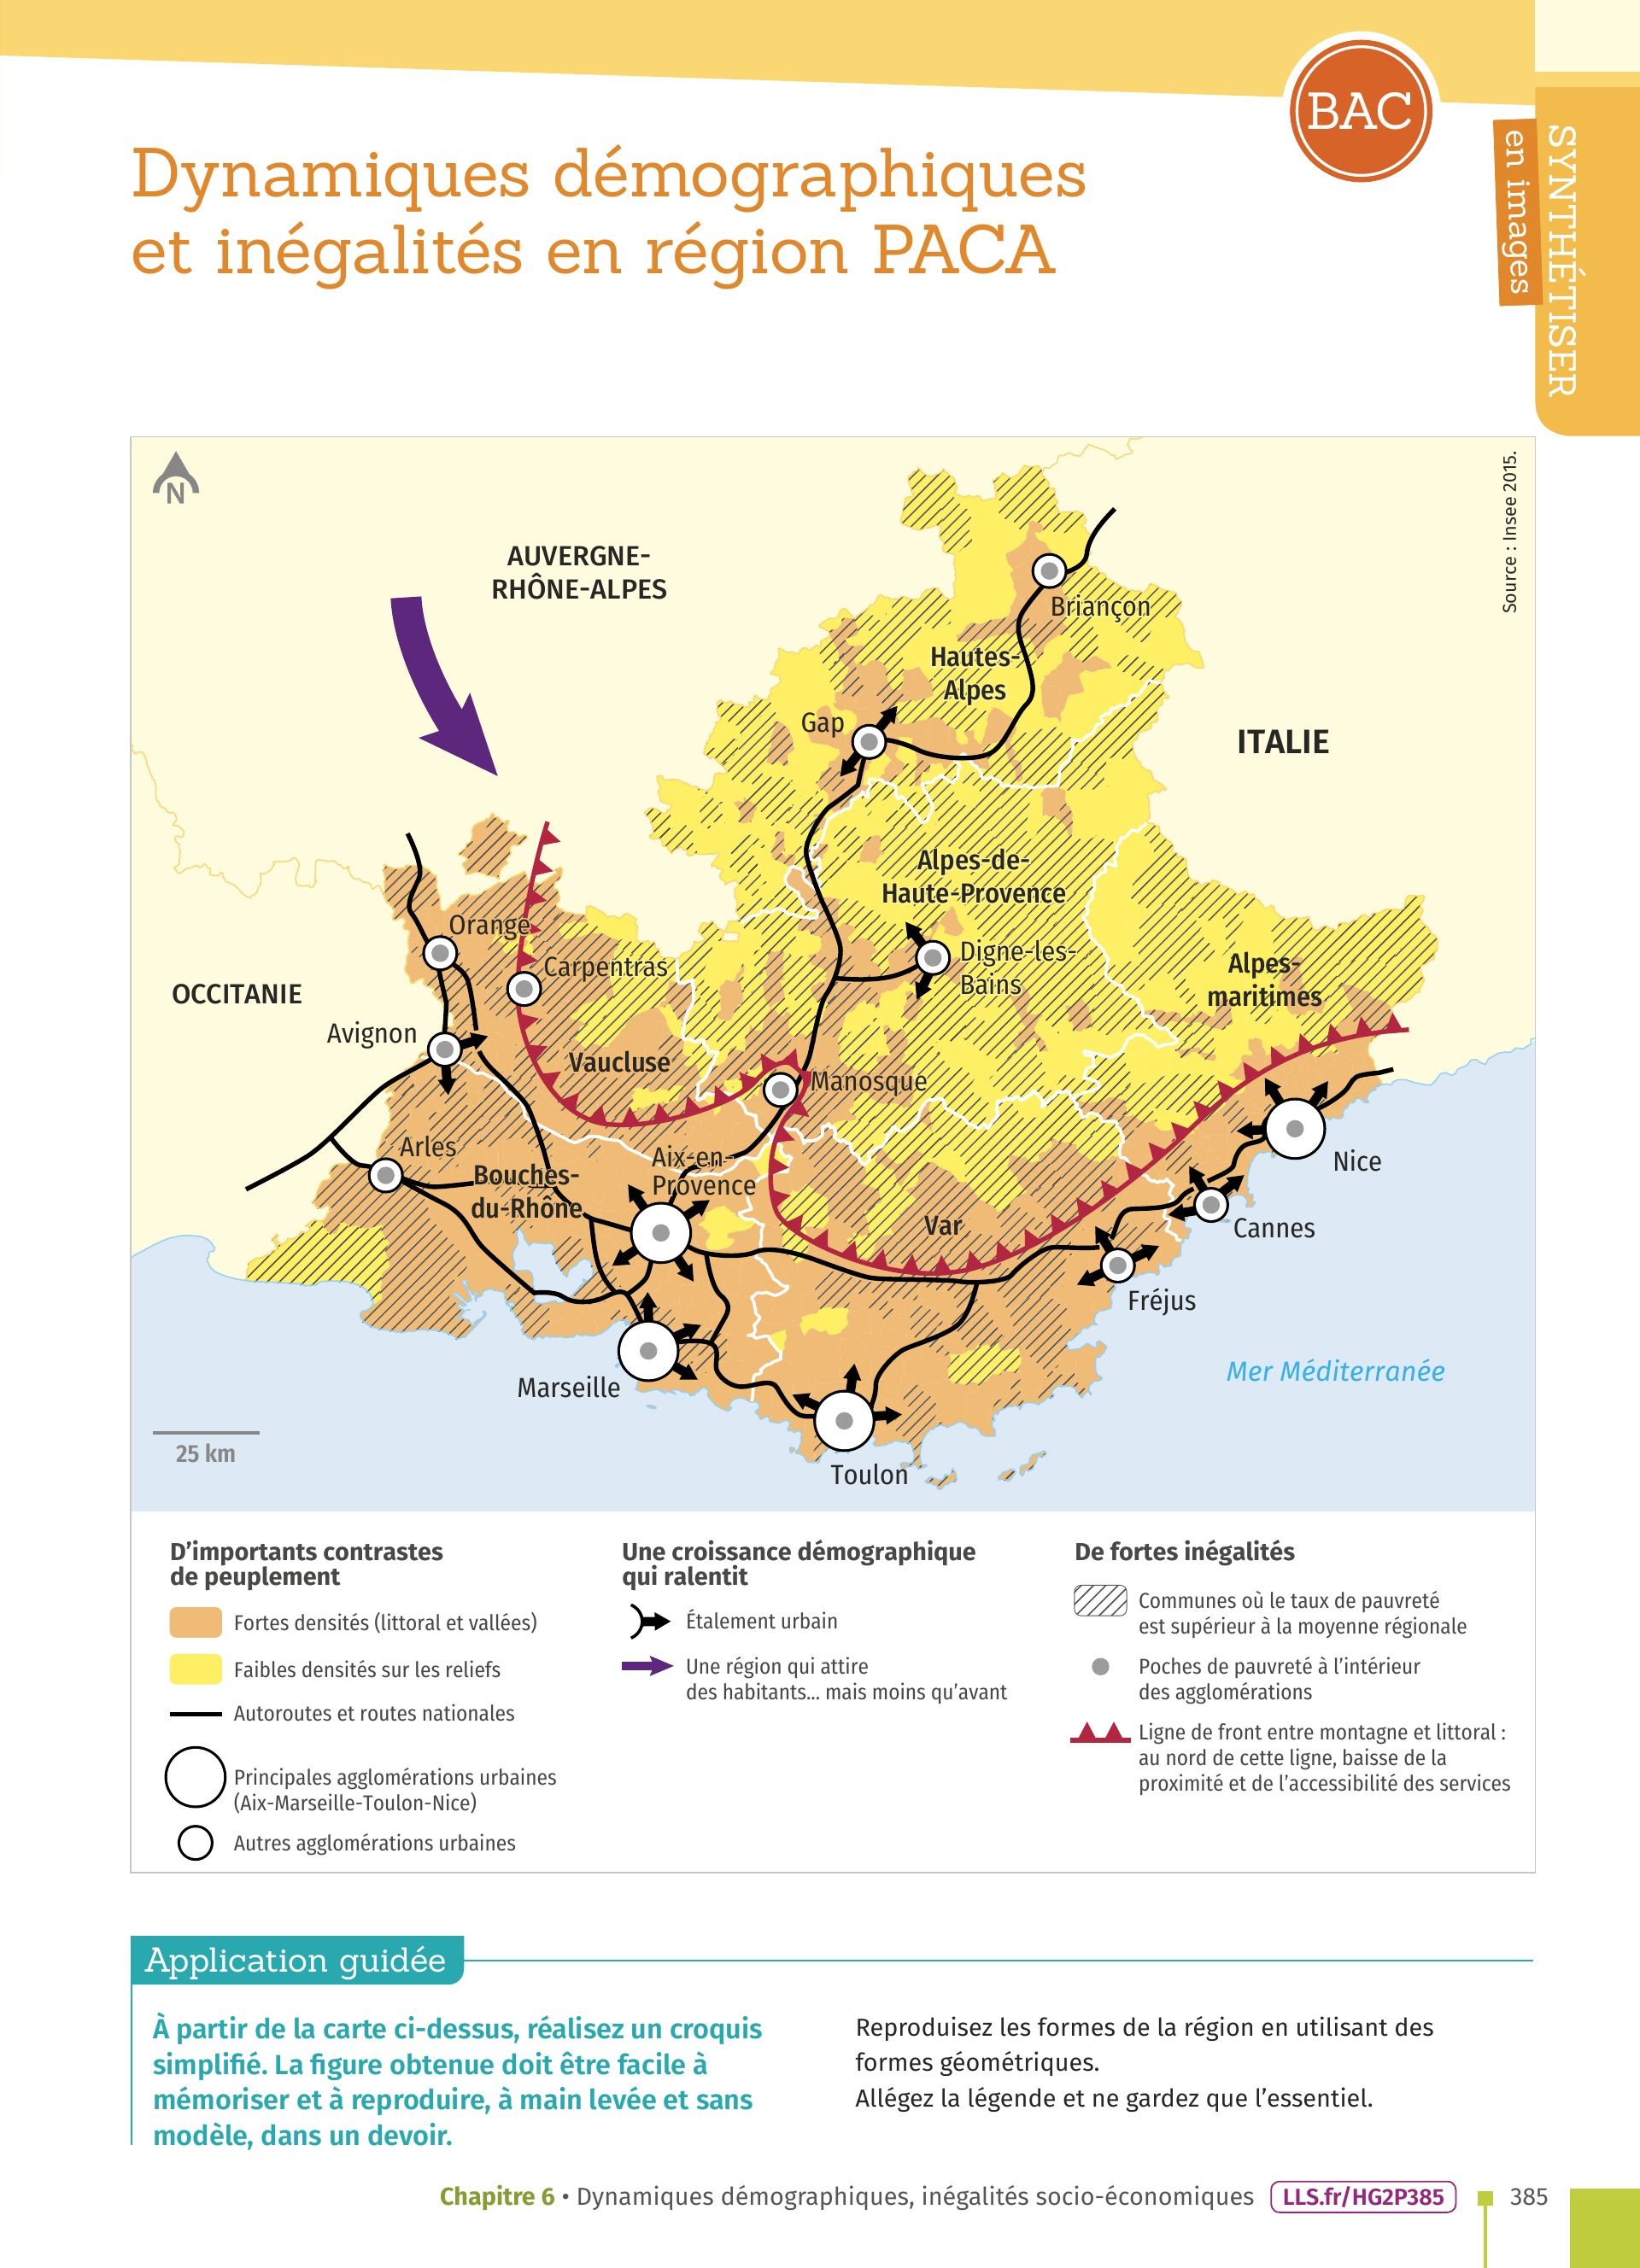 BAC
SYNTHÉTISER
en images
Dynamiques démographiques
et inégalités en région PACA
N
Source : Insee 2015.
AUVERGNE-
RHÔNE-ALPES
Briançon
Hautes-
Alpes
Gap
ITALIE
Alpes-de-
Haute-Provence
Orange
Carpentras
Digne-les-
Bains
Alpes-
maritimes
OCCITANIE
Avignon
Vaucluse
Manosque
Arles
Bouches-
du-Rhône
Aix-en-
Provence
Nice
Var
Cannes
Fréjus
Mer Méditerranée
Marseille
25 km
Toulon
D’importants contrastes
de peuplement
Fortes densités (littoral et vallées)
Faibles densités sur les reliefs
Autoroutes et routes nationales
Principales agglomérations urbaines
(Aix-Marseille-Toulon-Nice)
Autres agglomérations urbaines
Une croissance démographique
qui ralentit
Étalement urbain
Une région qui attire
des habitants... mais moins qu’avant
De fortes inégalités
Communes où le taux de pauvreté
est supérieur à la moyenne régionale
Poches de pauvreté à l’intérieur
des agglomérations
Ligne de front entre montagne et littoral :
au nord de cette ligne, baisse de la
proximité et de l’accessibilité des services
Application guidée
À partir de la carte ci-dessus, réalisez un croquis
simplifié. La figure obtenue doit être facile à
mémoriser et à reproduire, à main levée et sans
modèle, dans un devoir.
Reproduisez les formes de la région en utilisant des
formes géométriques.
Allégez la légende et ne gardez que l’essentiel.
Chapitre 6 • Dynamiques démographiques, inégalités socio-économiques LLS.fr/HG2P385 385